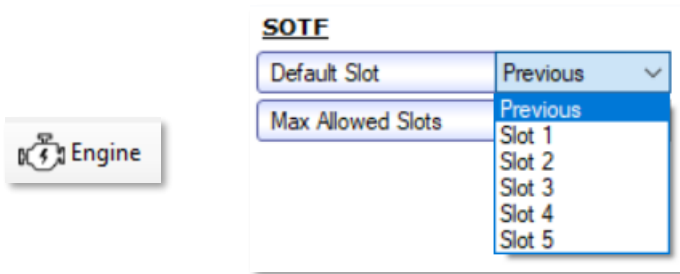 SOTF
Default Slot Previous
Max Allowed Slots
Previous
Slot 1
Slot 2
Slot 3
Slot 4
Slot 5
Engine